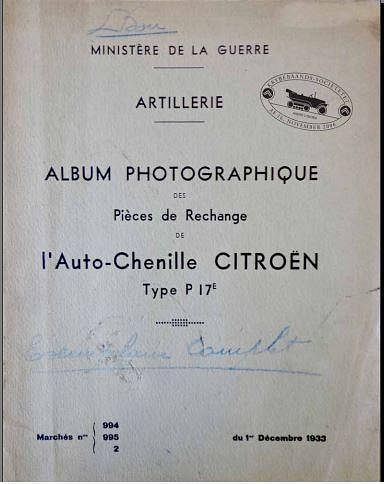 MINISTÈRE DE LA GUERRE
ARTILLERIE
ALBUM PHOTOGRAPHIQUE
DES
Pièces de Rechange
DE
l'Auto-Chenille CITROËN
Type P 17ᴱ
Exemplaire Complet
Marchés nᵒˢ { 994
995
2
du 1ᵉʳ Décembre 1933